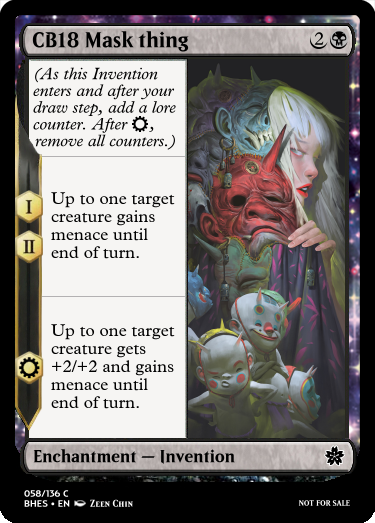 CB18 Mask thing 2
(As this Invention
enters and after your
draw step, add a lore
counter. After ,
remove all counters.)
I
II
Up to one target
creature gains
menace until
end of turn.
Up to one target
creature gets
+2/+2 and gains
menace until
end of turn.
Enchantment — Invention
058/136 C
BHES • EN Zeen Chin
NOT FOR SALE